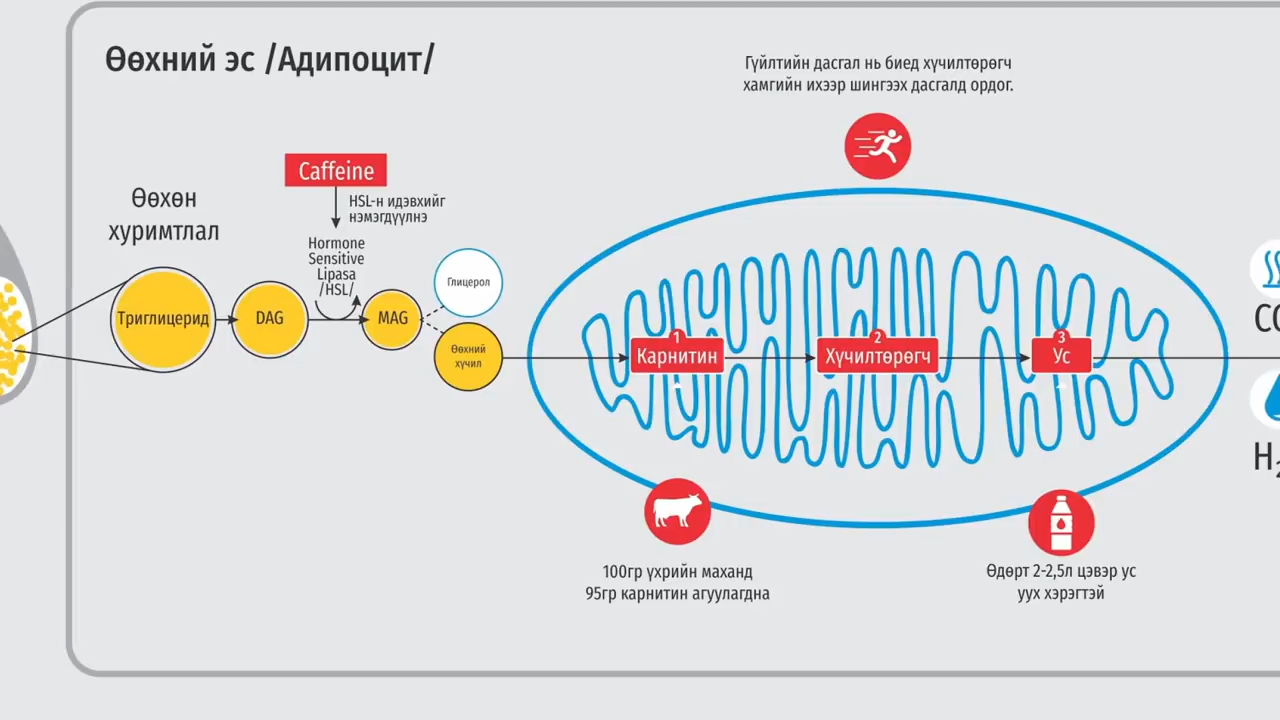 Өөхний эс /Адипоцит/
Гүйлтийн дасгал нь биед хүчилтөрөгч
хамгийн ихээр шингээх дасгалд ордог.
Caffeine
HSL-н идэвхийг
нэмэгдүүлнэ
Өөхөн
хуримтлал
Hormone
Sensitive
Lipasa
/HSL/
Триглицерид
DAG
MAG
Глицерол
Өөхний
хүчил
1
Карнитин
2
Хүчилтөрөгч
3
Ус
H₂
100гр үхрийн маханд
95гр карнитин агуулагдна
Өдөрт 2-2,5л цэвэр ус
уух хэрэгтэй